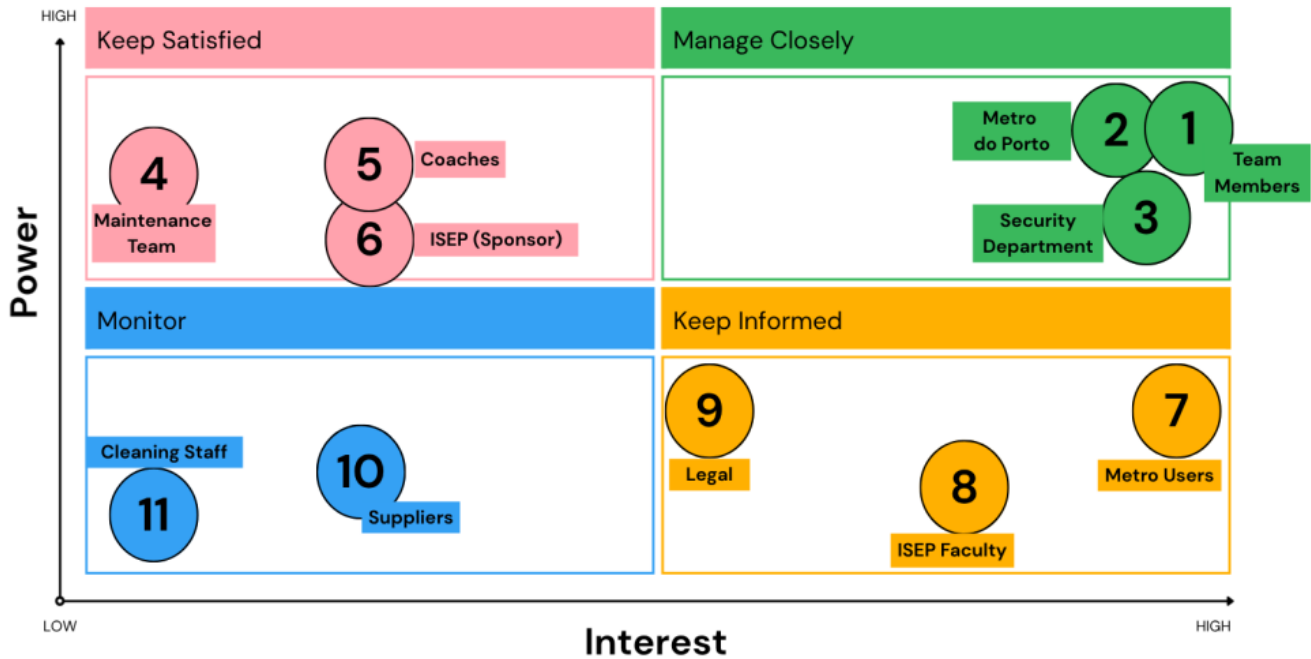 HIGH
Keep Satisfied
Manage Closely
4
Maintenance
Team
5
Coaches
6
ISEP (Sponsor)
Metro
do Porto
2
1
Team
Members
Security
Department
3
Power
Monitor
Keep Informed
Cleaning Staff
11
10
Suppliers
9
Legal
8
ISEP Faculty
7
Metro Users
LOW
Interest
HIGH